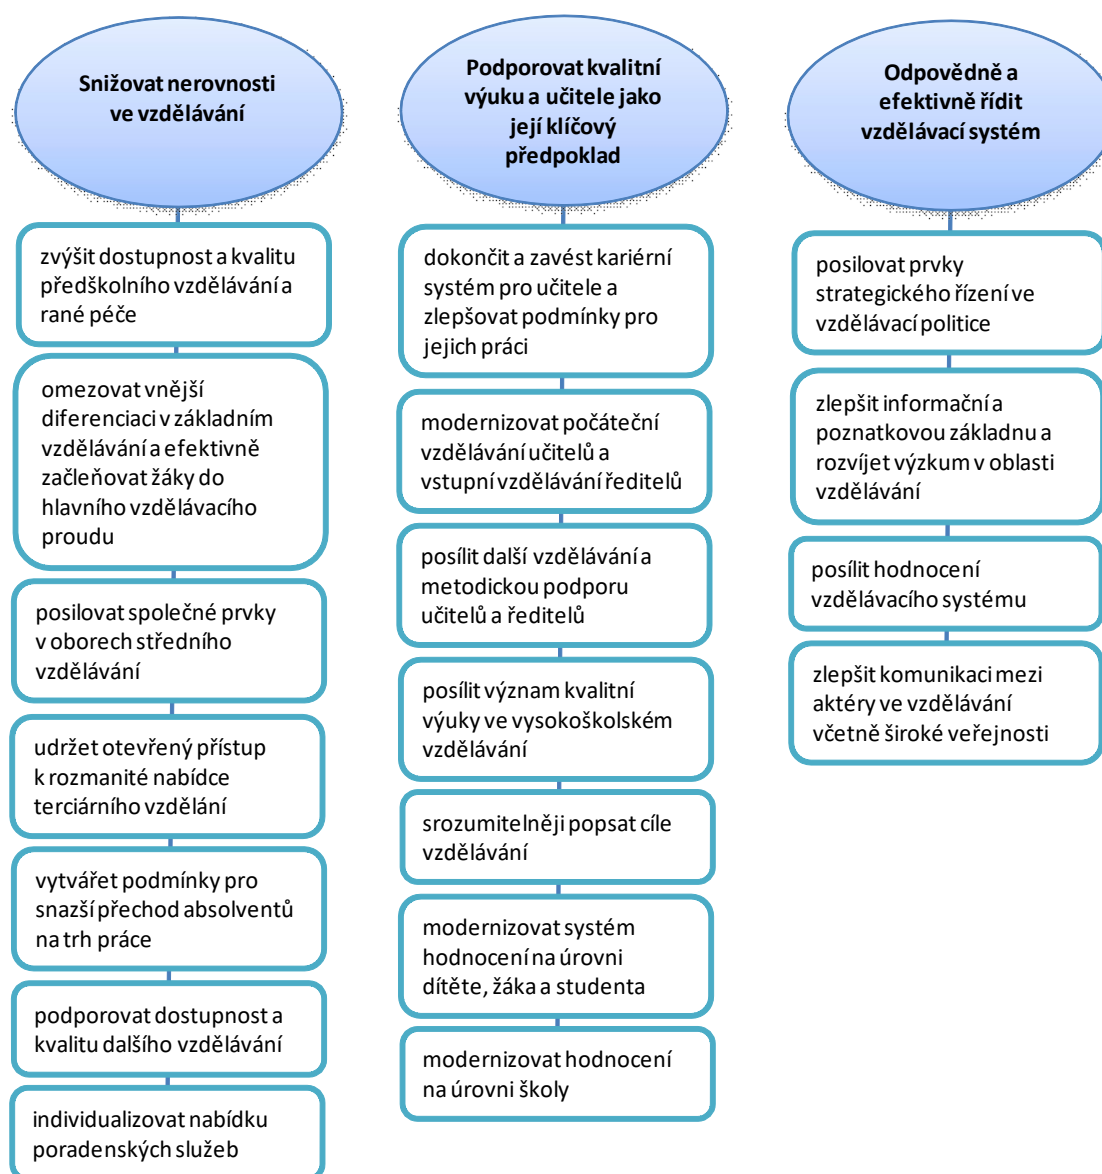 Snižovat nerovnosti
ve vzdělávání
zvýšit dostupnost a kvalitu
předškolního vzdělávání a
rané péče
omezovat vnější
diferenciaci v základním
vzdělávání a efektivně
začleňovat žáky do
hlavního vzdělávacího
proudu
posilovat společné prvky
v oborech středního
vzdělávání
udržet otevřený přístup
k rozmanité nabídce
terciárního vzdělání
vytvářet podmínky pro
snazší přechod absolventů
na trh práce
podporovat dostupnost a
kvalitu dalšího vzdělávání
individualizovat nabídku
poradenských služeb
Podporovat kvalitní
výuku a učitele jako
její klíčový
předpoklad
dokončit a zavést kariérní
systém pro učitele a
zlepšovat podmínky pro
jejich práci
modernizovat počáteční
vzdělávání učitelů a
vstupní vzdělávání ředitelů
posílit další vzdělávání a
metodickou podporu
učitelů a ředitelů
posílit význam kvalitní
výuky ve vysokoškolském
vzdělávání
srozumitelněji popsat cíle
vzdělávání
modernizovat systém
hodnocení na úrovni
dítěte, žáka a studenta
modernizovat hodnocení
na úrovni školy
Odpovědně a
efektivně řídit
vzdělávací systém
posilovat prvky
strategického řízení ve
vzdělávací politice
zlepšit informační a
poznatkovou základnu a
rozvíjet výzkum v oblasti
vzdělávání
posílit hodnocení
vzdělávacího systému
zlepšit komunikaci mezi
aktéry ve vzdělávání
včetně široké veřejnosti